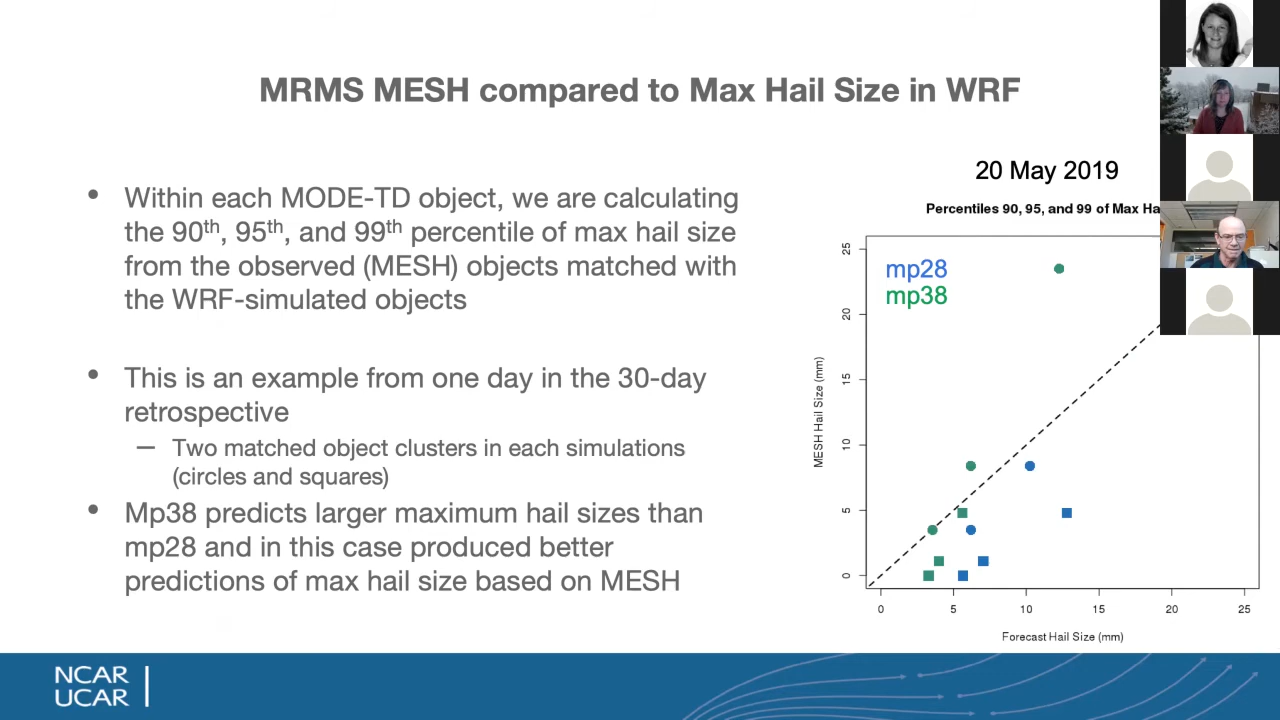 MRMS MESH compared to Max Hail Size in WRF
• Within each MODE-TD object, we are calculating
the 90th, 95th, and 99th percentile of max hail size
from the observed (MESH) objects matched with
the WRF-simulated objects
• This is an example from one day in the 30-day
retrospective
— Two matched object clusters in each simulations
(circles and squares)
• Mp38 predicts larger maximum hail sizes than
mp28 and in this case produced better
predictions of max hail size based on MESH
20 May 2019
Percentiles 90, 95, and 99 of Max
mp28
mp38
MESH Hail Size (mm)
25
20
15
10
5
0
0 5 10 15 20 25
Forecast Hail Size (mm)
NCAR
UCAR